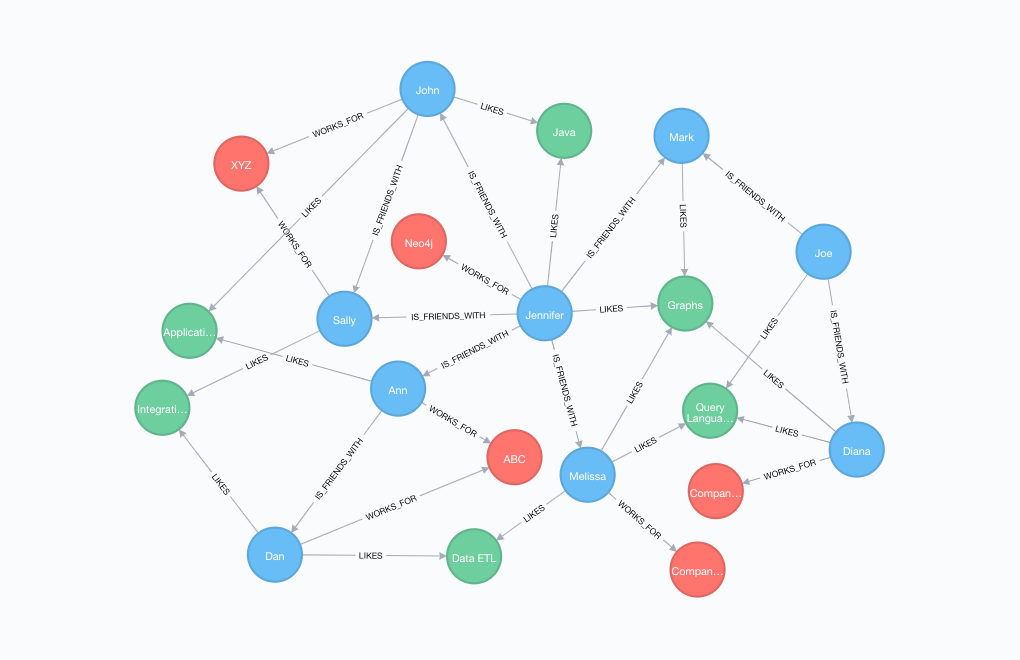 John
LIKES
WORKS_FOR
Java
Mark
XYZ
IS_FRIENDS_WITH
IS_FRIENDS_WITH
IS_FRIENDS_WITH
LIKES
LIKES
IS_FRIENDS_WITH
LIKES
WORKS_FOR
Neo4j
Joe
WORKS_FOR
Graphs
LIKES
Jennifer
IS_FRIENDS_WITH
Sally
Applicati...
LIKES
IS_FRIENDS_WITH
IS_FRIENDS_WITH
LIKES
LIKES
IS_FRIENDS_WITH
LIKES
Ann
LIKES
Integrati...
Query
Langua...
WORKS_FOR
LIKES
LIKES
Diana
ABC
IS_FRIENDS_WITH
WORKS_FOR
Melissa
LIKES
Compan...
WORKS_FOR
LIKES
WORKS_FOR
Dan
LIKES
Data ETL
Compan...